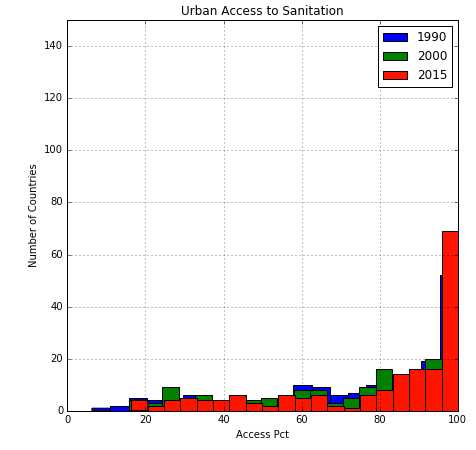 Urban Access to Sanitation
1990
2000
2015
140
120
100
80
60
40
20
0
Number of Countries
0 20 40 60 80 100
Access Pct